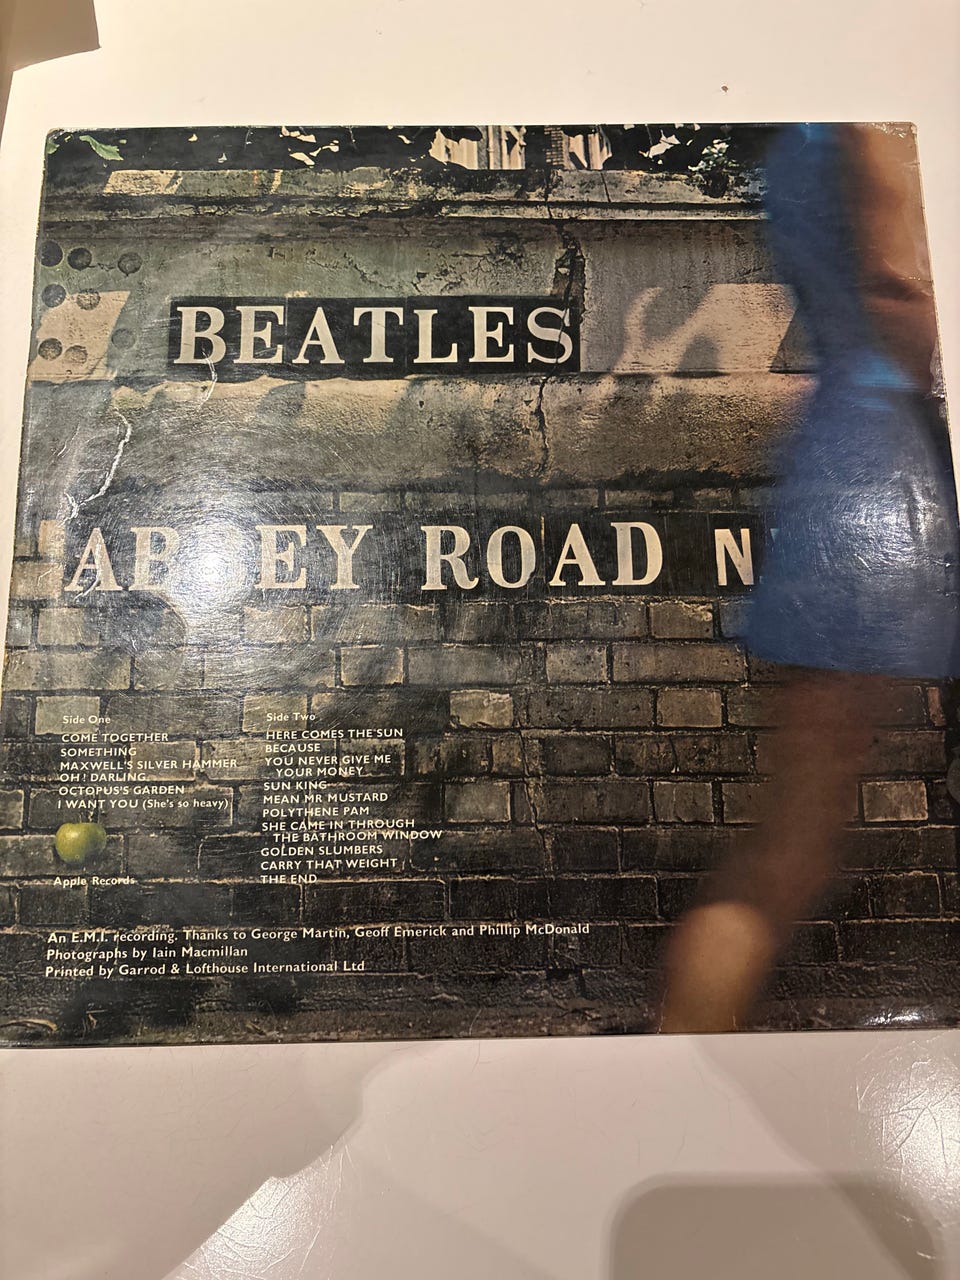 BEATLES
ABBEY ROAD N
Side One
COME TOGETHER
SOMETHING
MAXWELL'S SILVER HAMMER
OH! DARLING.
OCTOPUS'S GARDEN
I WANT YOU (She's so heavy)
Apple Records
Side Two
HERE COMES THE SUN
BECAUSE
YOU NEVER GIVE ME
YOUR MONEY
SUN KING
MEAN MR MUSTARD
POLYTHENE PAM
SHE CAME IN THROUGH
THE BATHROOM WINDOW
GOLDEN SLUMBERS
CARRY THAT WEIGHT
THE END
An E.M.I. recording. Thanks to George Martin, Geoff Emerick and Phillip McDonald
Photographs by Iain Macmillan
Printed by Garrod & Lofthouse International Ltd